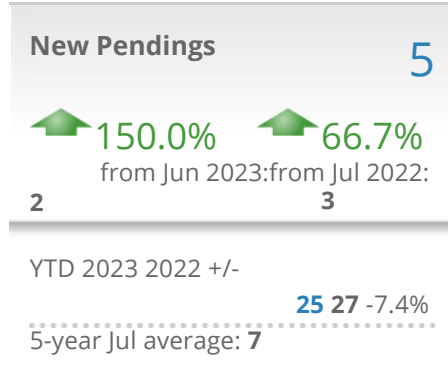 New Pendings 5
150.0% 66.7%
from Jun 2023:from Jul 2022:
2 3
YTD 2023 2022 +/-
25 27 -7.4%
5-year Jul average: 7